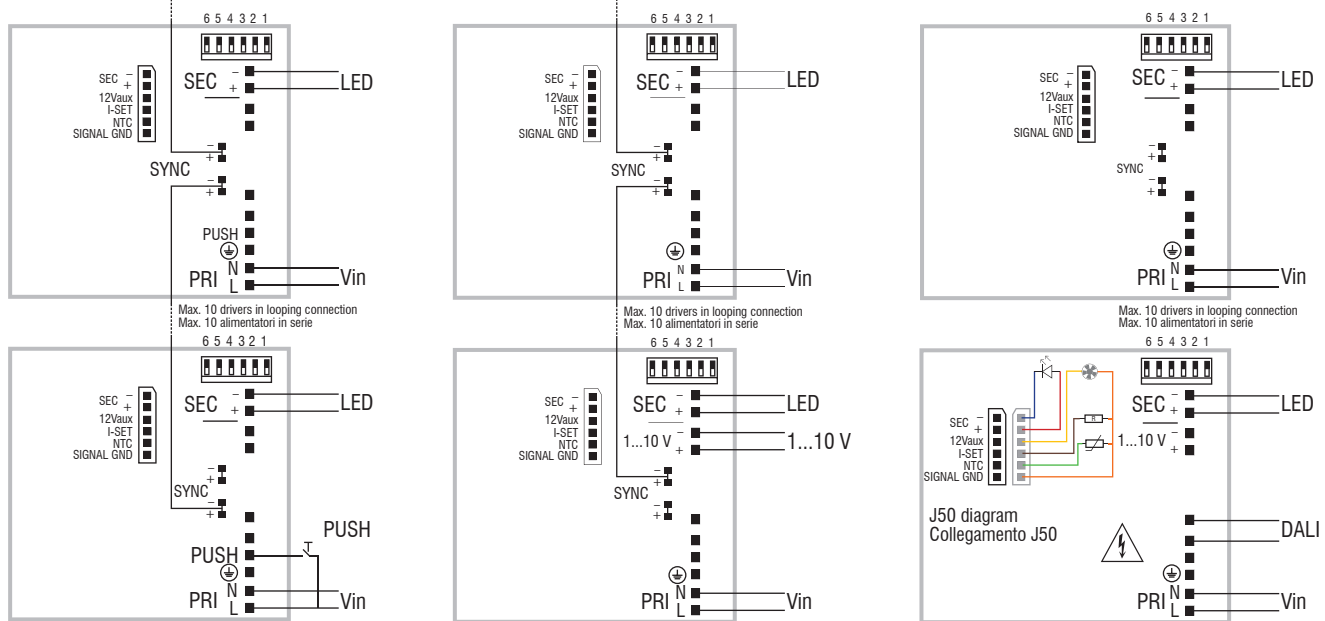 6 5 4 3 2 1
SEC −
+
12Vaux
I-SET
NTC
SIGNAL GND
SEC −
+
LED
−
+
SYNC
−
+
PUSH
PRI
N
L
Vin
Max. 10 drivers in looping connection
Max. 10 alimentatori in serie
6 5 4 3 2 1
SEC −
+
12Vaux
I-SET
NTC
SIGNAL GND
SEC −
+
LED
−
+
SYNC
−
+
PRI
N
L
Vin
Max. 10 drivers in looping connection
Max. 10 alimentatori in serie
6 5 4 3 2 1
SEC −
+
12Vaux
I-SET
NTC
SIGNAL GND
SEC −
+
LED
−
+
SYNC
−
+
PRI
N
L
Vin
Max. 10 drivers in looping connection
Max. 10 alimentatori in serie
6 5 4 3 2 1
SEC −
+
12Vaux
I-SET
NTC
SIGNAL GND
SEC −
+
LED
−
+
SYNC
−
+
PUSH
PUSH
PRI
N
L
Vin
6 5 4 3 2 1
SEC −
+
12Vaux
I-SET
NTC
SIGNAL GND
SEC −
+
LED
1...10 V −
+
1...10 V
−
+
SYNC
−
+
PRI
N
L
Vin
6 5 4 3 2 1
SEC −
+
12Vaux
I-SET
NTC
SIGNAL GND
R
SEC −
+
LED
1...10 V −
+
J50 diagram
Collegamento J50
DALI
PRI
N
L
Vin